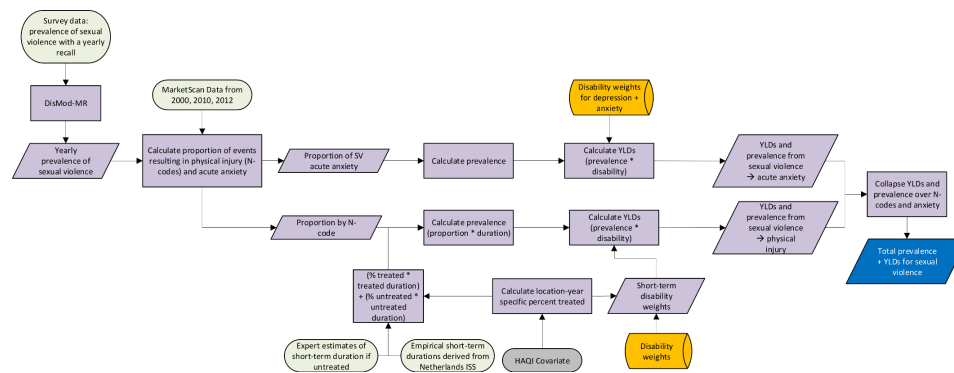 Survey data:
prevalence of sexual
violence with a yearly
recall
DisMod-MR
Yearly
prevalence of
sexual violence
MarketScan Data from
2000, 2010, 2012
Calculate proportion of events
resulting in physical injury (N-
codes) and acute anxiety
Proportion of SV
acute anxiety
Calculate prevalence
Disability weights
for depression +
anxiety
Calculate YLDs
(prevalence *
disability)
YLDs and
prevalence from
sexual violence
→ acute anxiety
Collapse YLDs and
prevalence over N-
codes and anxiety
Proportion by N-
code
Calculate prevalence
(proportion * duration)
Calculate YLDs
(prevalence *
disability)
YLDs and
prevalence from
sexual violence
→ physical
injury
Total prevalence
+ YLDs for sexual
violence
(% treated *
treated duration)
+ (% untreated *
untreated
duration)
Calculate location-year
specific percent treated
Short-term
disability
weights
Expert estimates of
short-term duration if
untreated
Empirical short-term
durations derived from
Netherlands ISS
HAQI Covariate
Disability
weights